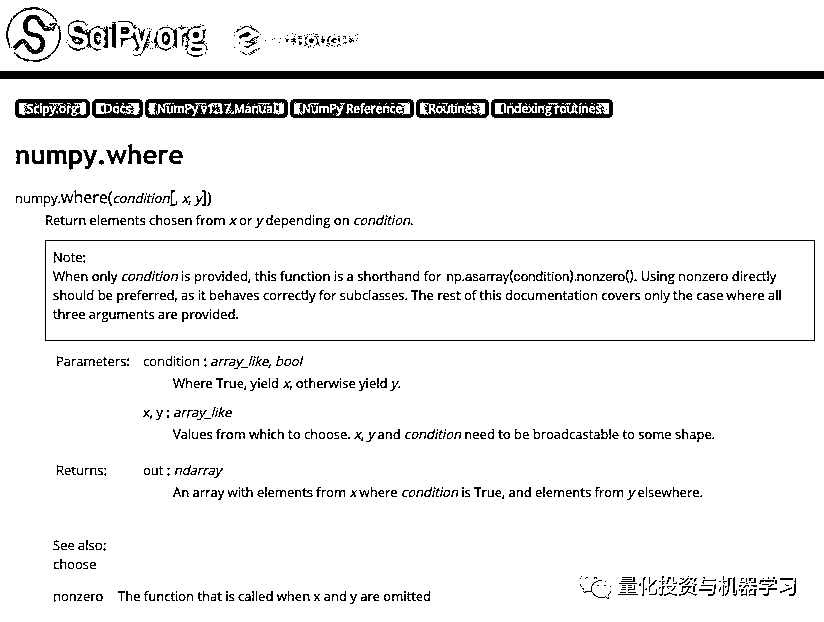 SciPy.org
Scipy.org Docs NumPy v1.17 Manual NumPy Reference Routines Indexing routines
numpy.where
numpy.where(condition[, x, y])
Return elements chosen from x or y depending on condition.
Note:
When only condition is provided, this function is a shorthand for np.asarray(condition).nonzero(). Using nonzero directly
should be preferred, as it behaves correctly for subclasses. The rest of this documentation covers only the case where all
three arguments are provided.
Parameters: condition : array_like, bool
Where True, yield x, otherwise yield y.
x, y : array_like
Values from which to choose. x, y and condition need to be broadcastable to some shape.
Returns: out : ndarray
An array with elements from x where condition is True, and elements from y elsewhere.
See also:
choose
nonzero The function that is called when x and y are omitted
量化投资与机器学习